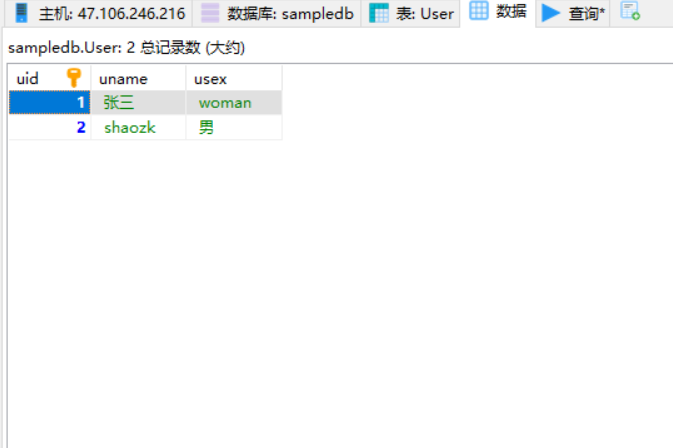 主机: 47.106.246.216 数据库: sampledb 表: User 数据 查询*
sampledb.User: 2 总记录数 (大约)
uid uname usex
1 张三 woman
2 shaozk 男